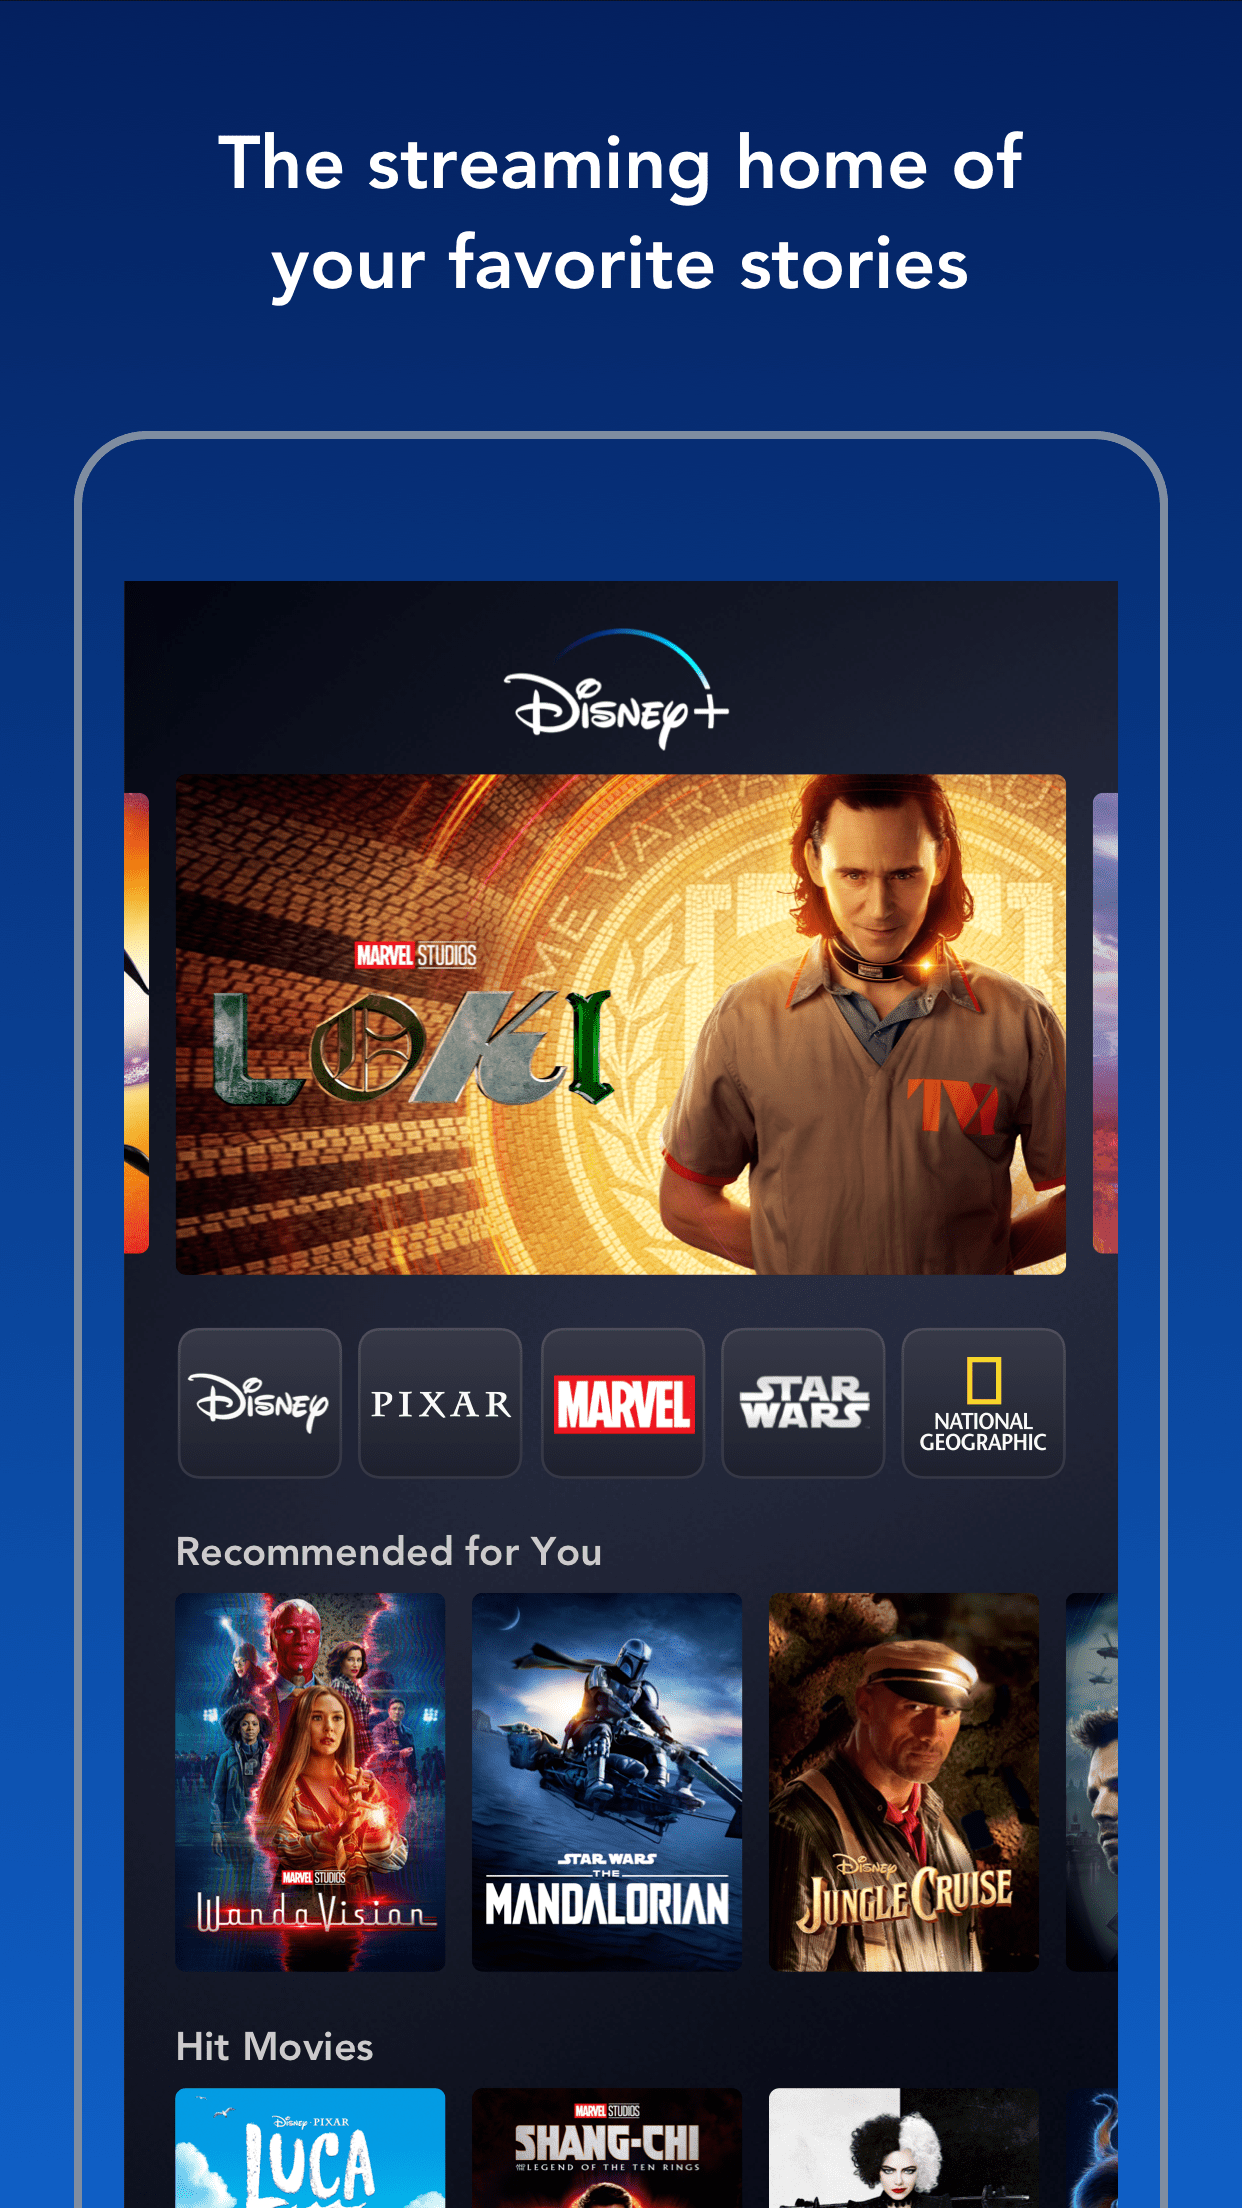 The streaming home of
your favorite stories
Disney+
MARVEL STUDIOS
LOKI
TVA
Disney
PIXAR
MARVEL
STAR
WARS
NATIONAL
GEOGRAPHIC
Recommended for You
MARVEL STUDIOS
WandaVision
STAR WARS
THE
MANDALORIAN
Disney
JUNGLE CRUISE
Hit Movies
Disney · PIXAR
LUCA
MARVEL STUDIOS
SHANG-CHI
AND THE LEGEND OF THE TEN RINGS